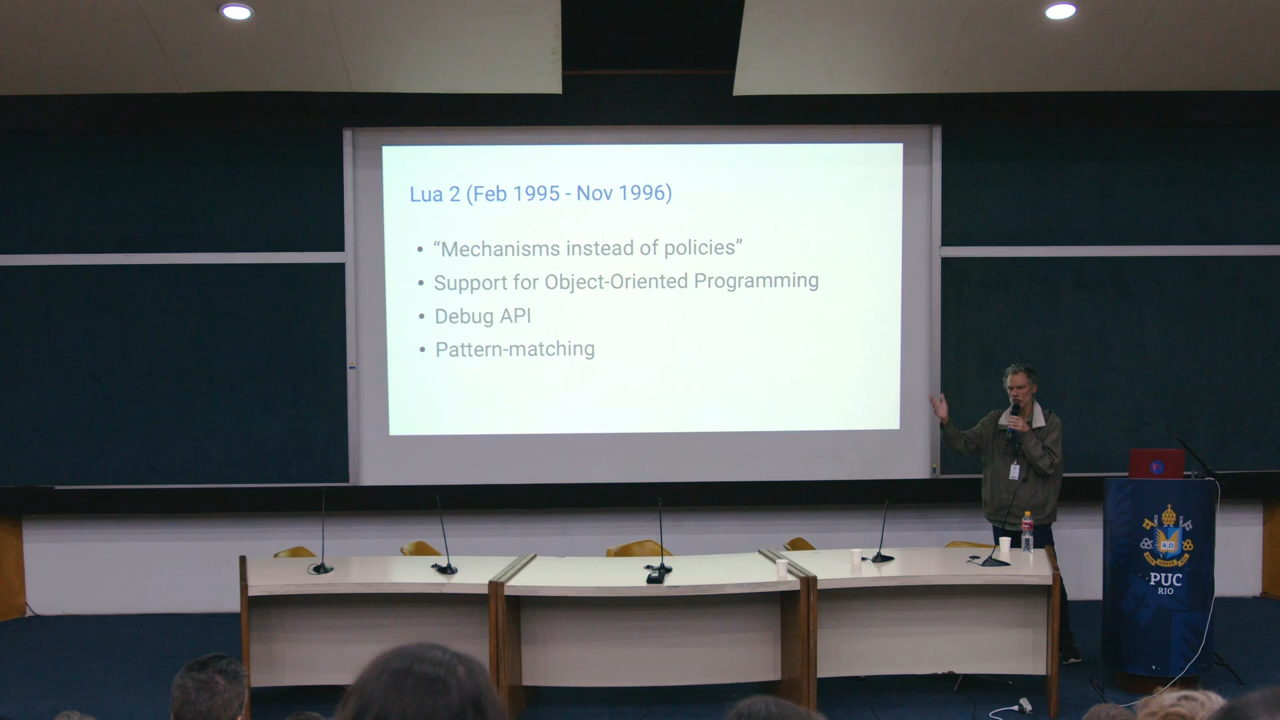 Lua 2 (Feb 1995 - Nov 1996)
• “Mechanisms instead of policies”
• Support for Object-Oriented Programming
• Debug API
• Pattern-matching
PUC
RIO